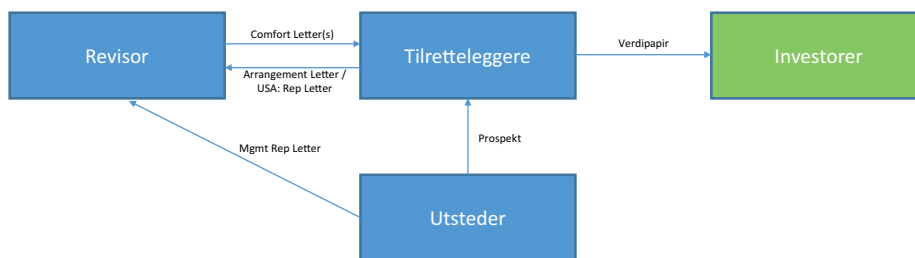 Comfort Letter(s)
Revisor
Tilretteleggere
Verdipapir
Investorer
Arrangement Letter /
USA: Rep Letter
Prospekt
Mgmt Rep Letter
Utsteder